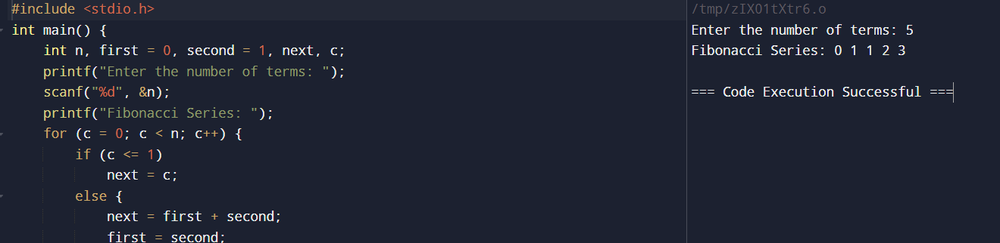 #include <stdio.h>
int main() {
    int n, first = 0, second = 1, next, c;
    printf("Enter the number of terms: ");
    scanf("%d", &n);
    printf("Fibonacci Series: ");
    for (c = 0; c < n; c++) {
        if (c <= 1)
            next = c;
        else {
            next = first + second;
            first = second;
/tmp/zIX01tXtr6.o
Enter the number of terms: 5
Fibonacci Series: 0 1 1 2 3
=== Code Execution Successful ===